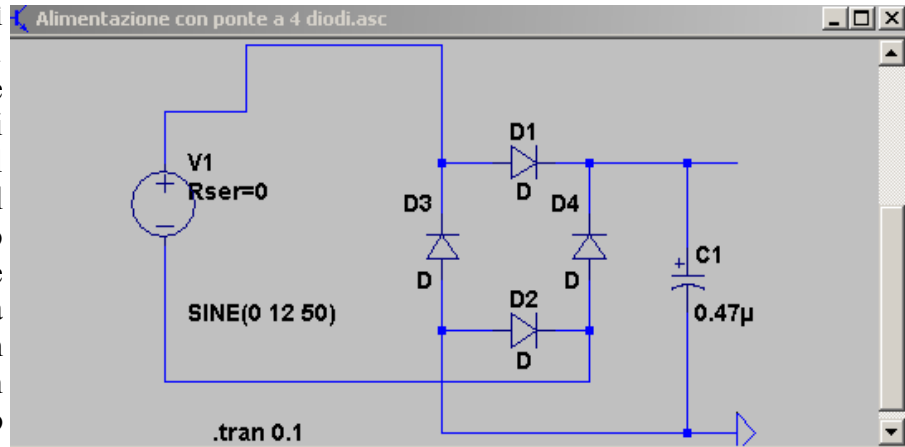 Alimentazione con ponte a 4 diodi.asc
D1
V1
Rser=0
D
D3
D4
C1
D
D
D2
SINE(0 12 50)
0.47µ
D
.tran 0.1